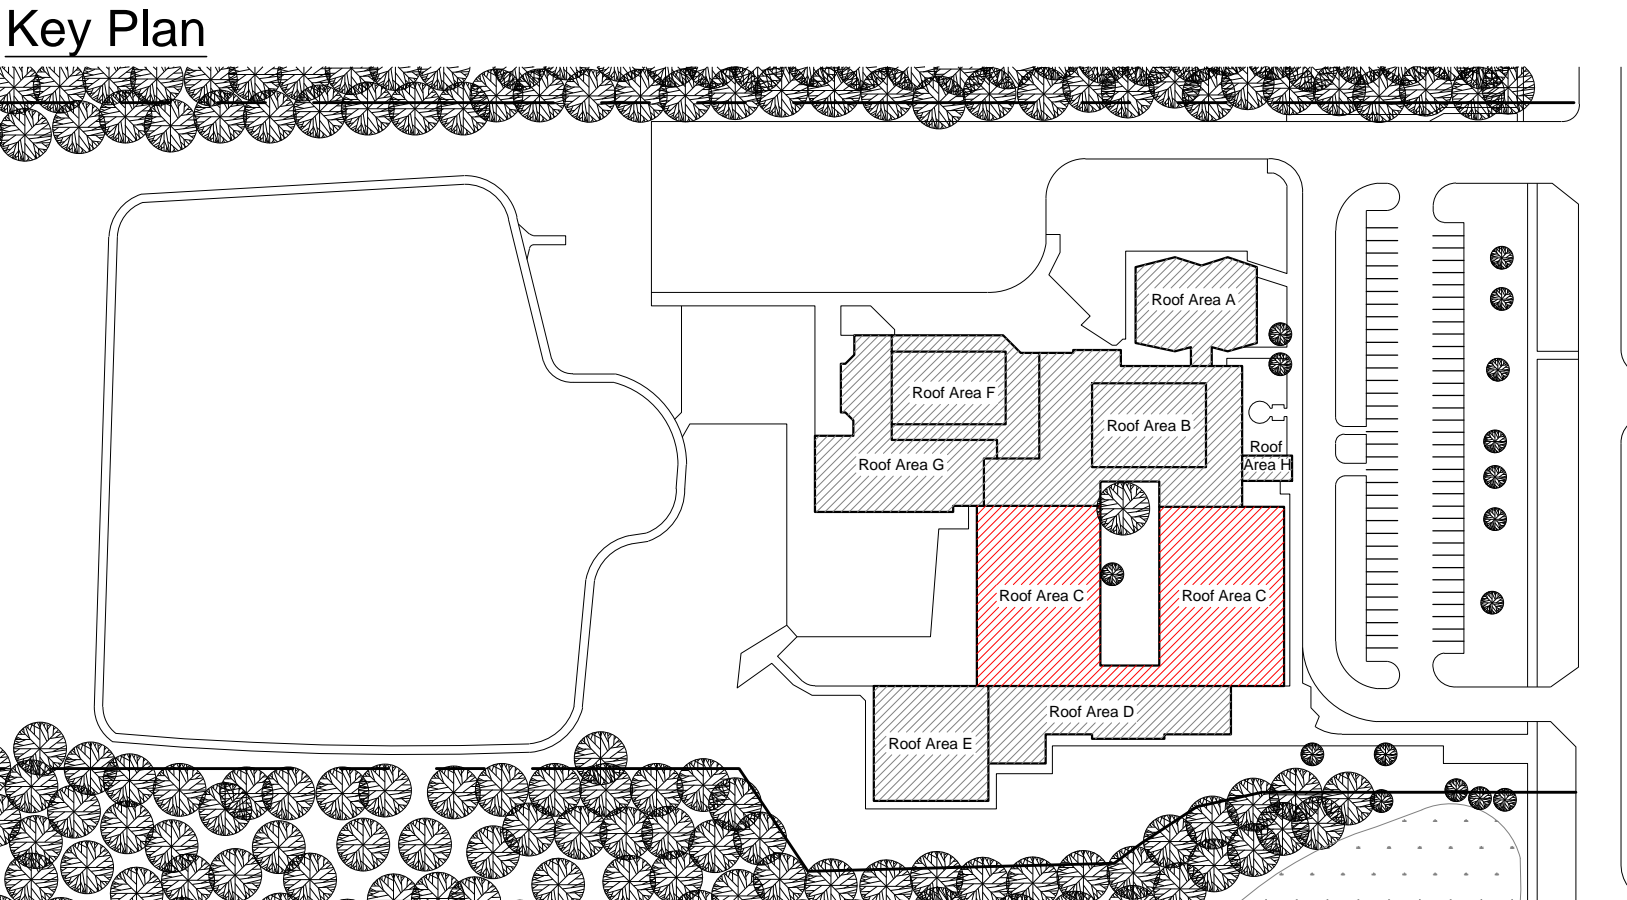 Key Plan
Roof Area A
Roof Area F
Roof Area B
Roof
Area H
Roof Area G
Roof Area C
Roof Area C
Roof Area D
Roof Area E